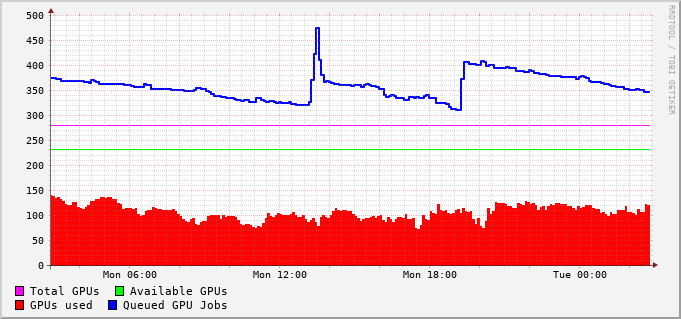 500
450
400
350
300
250
200
150
100
50
0
Mon 06:00 Mon 12:00 Mon 18:00 Tue 00:00
Total GPUs Available GPUs
GPUs used Queued GPU Jobs
RRDTOOL / TOBI OETIKER